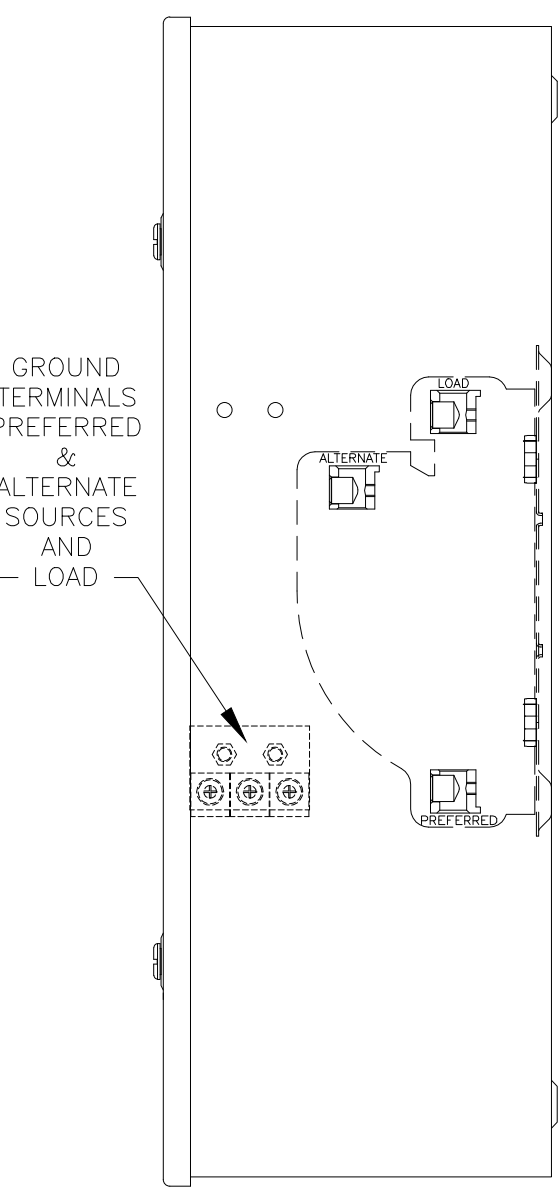 GROUND
TERMINALS
PREFERRED
&
ALTERNATE
SOURCES
AND
LOAD
LOAD
ALTERNATE
PREFERRED